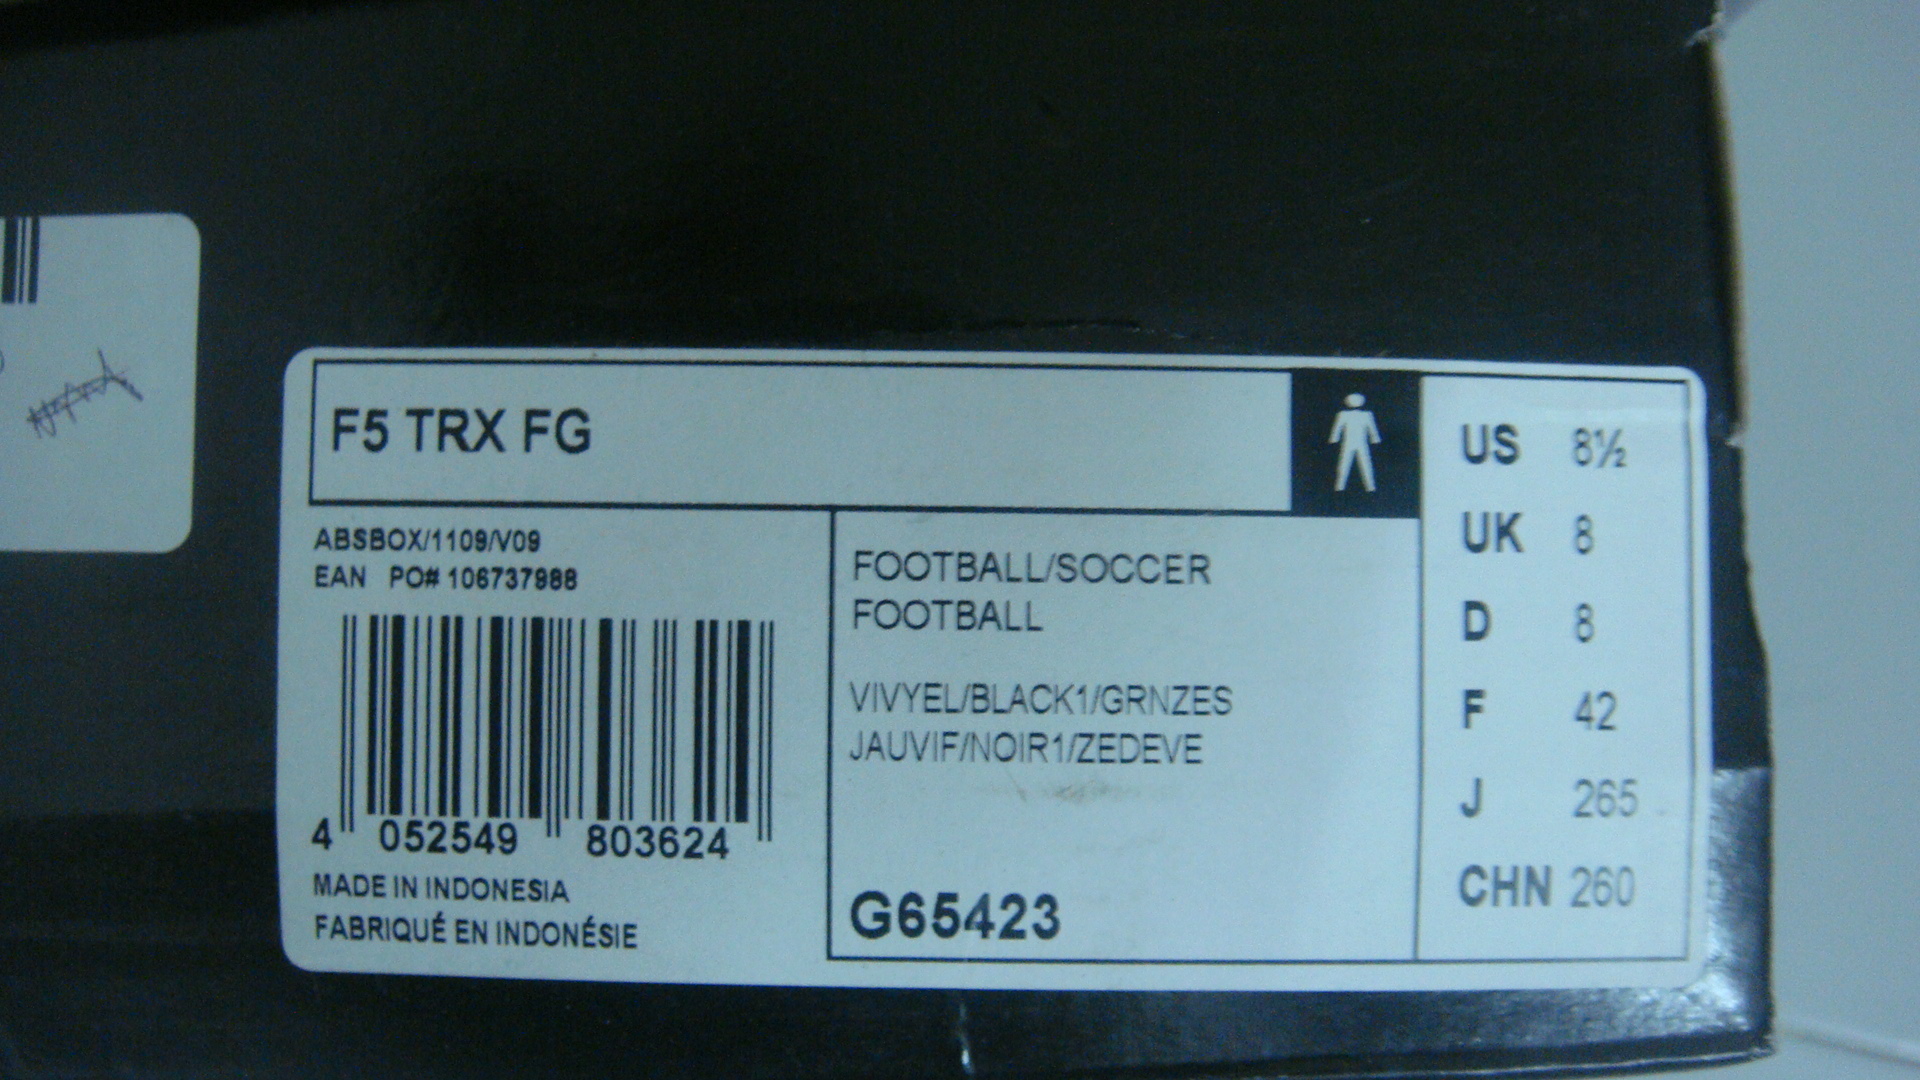 F5 TRX FG
ABSBOX/1109/V09
EAN PO# 106737988
4 052549 803624
MADE IN INDONESIA
FABRIQUÉ EN INDONÉSIE
FOOTBALL/SOCCER
FOOTBALL
VIVYEL/BLACK1/GRNZES
JAUVIF/NOIR1/ZEDEVE
G65423
US 8½
UK 8
D 8
F 42
J 265
CHN 260